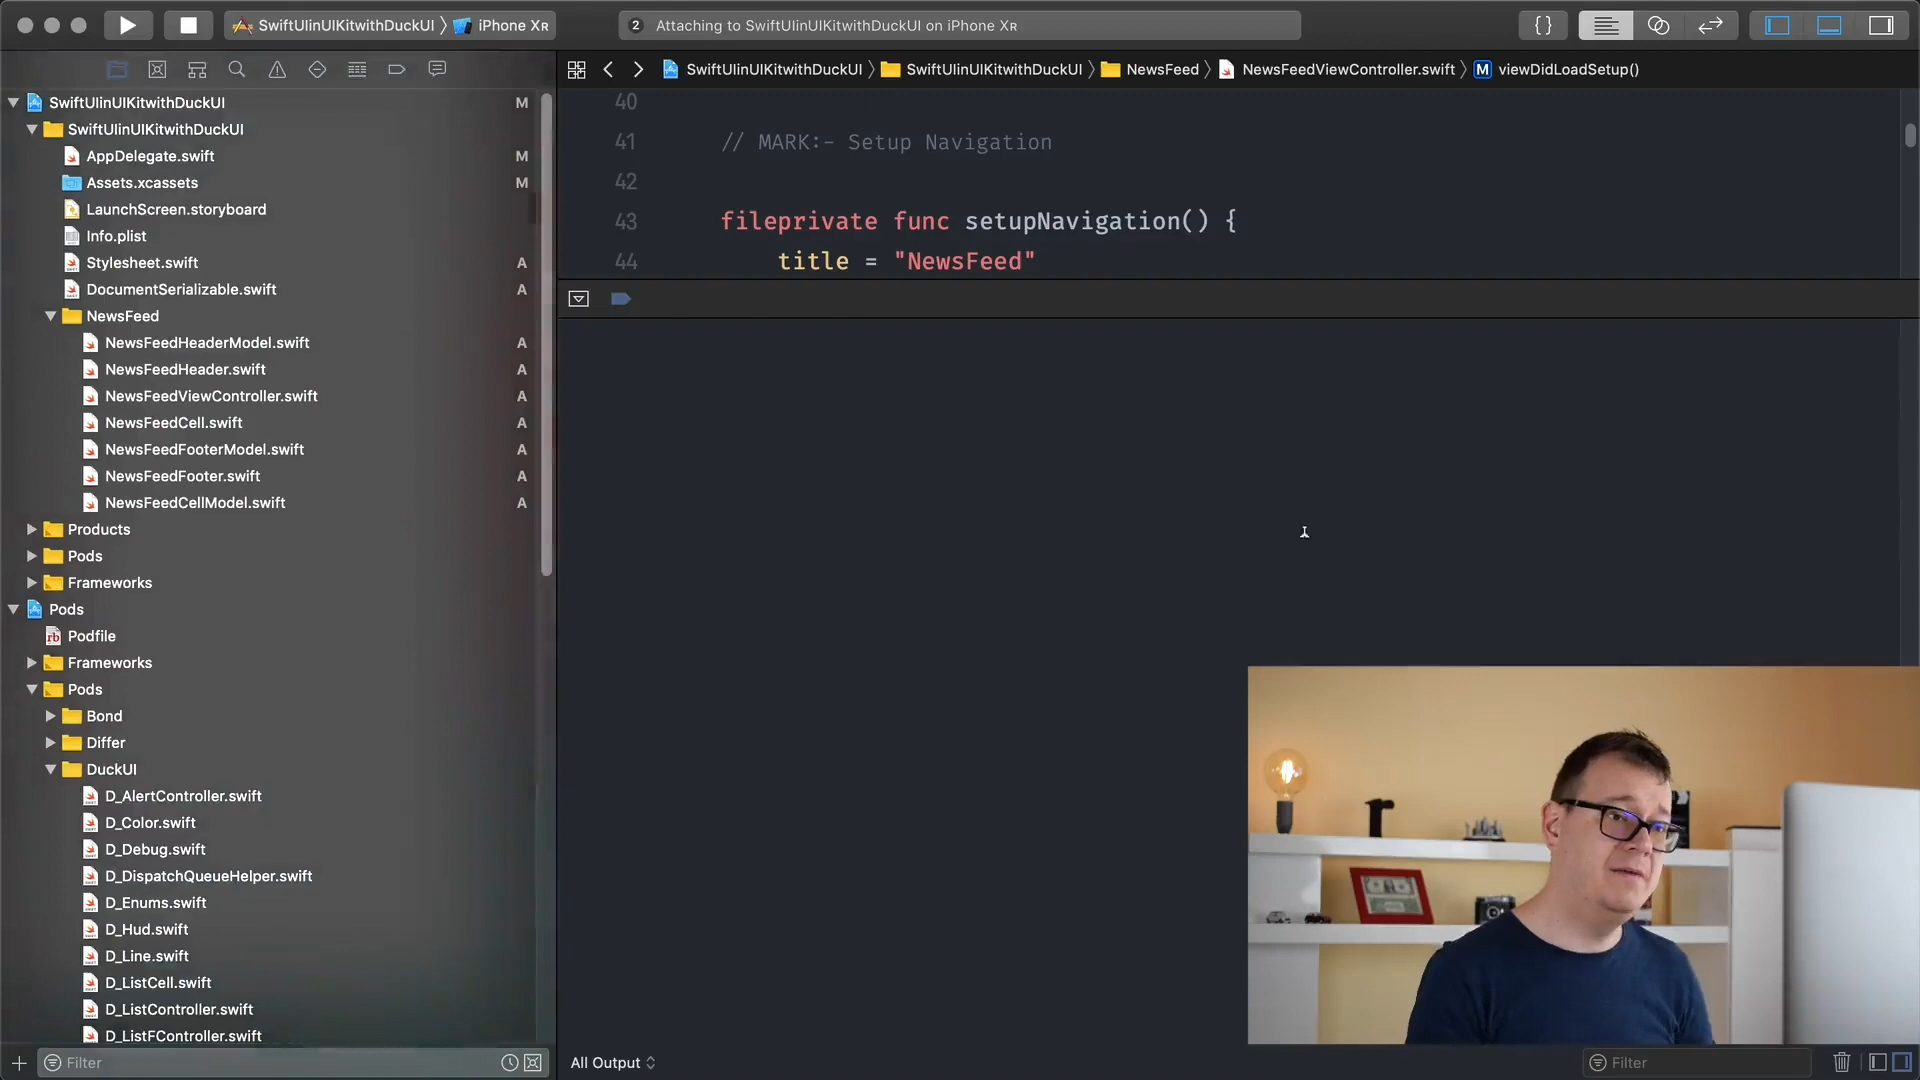 SwiftUIinUIKitwithDuckUI 〉 iPhone Xʀ
2 Attaching to SwiftUIinUIKitwithDuckUI on iPhone Xʀ
{}
SwiftUIinUIKitwithDuckUI 〉 SwiftUIinUIKitwithDuckUI 〉 NewsFeed 〉 NewsFeedViewController.swift 〉 M viewDidLoadSetup()
SwiftUIinUIKitwithDuckUI M
SwiftUIinUIKitwithDuckUI
AppDelegate.swift M
Assets.xcassets M
LaunchScreen.storyboard
Info.plist
Stylesheet.swift A
DocumentSerializable.swift A
NewsFeed
NewsFeedHeaderModel.swift A
NewsFeedHeader.swift A
NewsFeedViewController.swift A
NewsFeedCell.swift A
NewsFeedFooterModel.swift A
NewsFeedFooter.swift A
NewsFeedCellModel.swift A
Products
Pods
Frameworks
Pods
rb Podfile
Frameworks
Pods
Bond
Differ
DuckUI
D_AlertController.swift
D_Color.swift
D_Debug.swift
D_DispatchQueueHelper.swift
D_Enums.swift
D_Hud.swift
D_Line.swift
D_ListCell.swift
D_ListController.swift
D_ListFController.swift
Filter
40
41 // MARK:- Setup Navigation
42
43 fileprivate func setupNavigation() {
44 title = "NewsFeed"
All Output
Filter